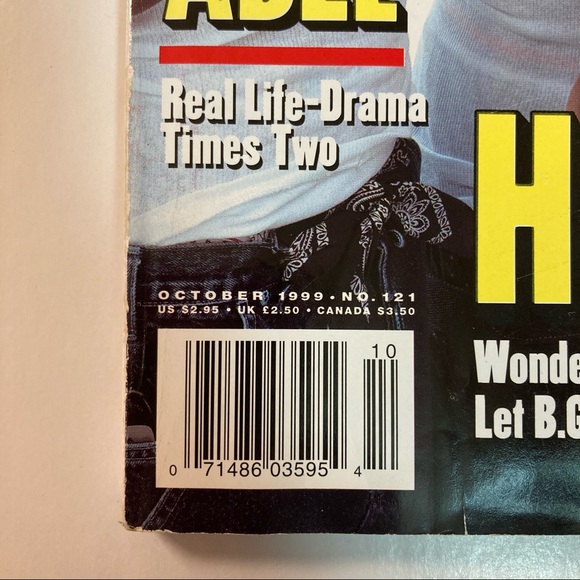 ABEL
Real Life-Drama
Times Two
H
OCTOBER 1999 • NO. 121
US $2.95 • UK £2.50 • CANADA $3.50
Let B.G
10
0 71486 03595 4